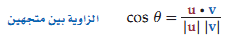 الزاوية بين متجهين
cos θ = u • v / |u| |v|